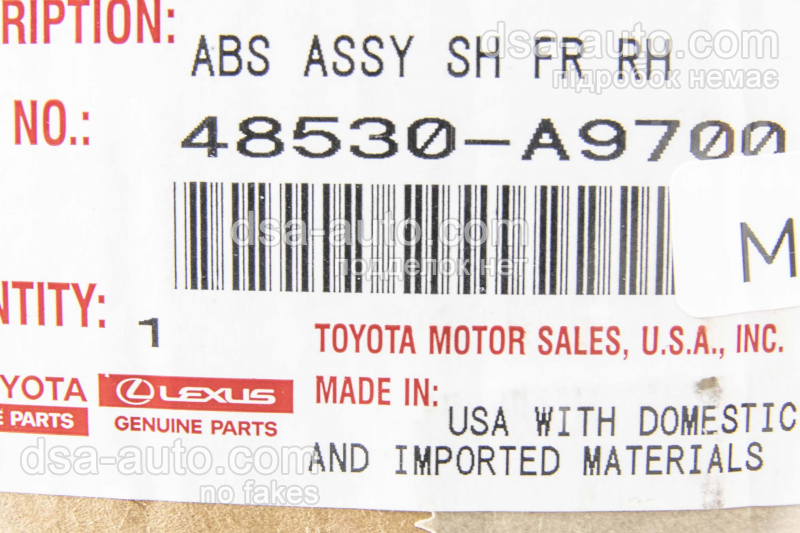 RIPTION:
ABS ASSY SH FR RH
dsa-auto.com
підробок немає
NO.:
48530-A9700
dsa-auto.com
подделок нет
M
NTITY:
1
TOYOTA MOTOR SALES, U.S.A., INC.
OYOTA
LEXUS
MADE IN:
E PARTS
GENUINE PARTS
USA WITH DOMESTIC
dsa-auto.com
AND IMPORTED MATERIALS
no fakes